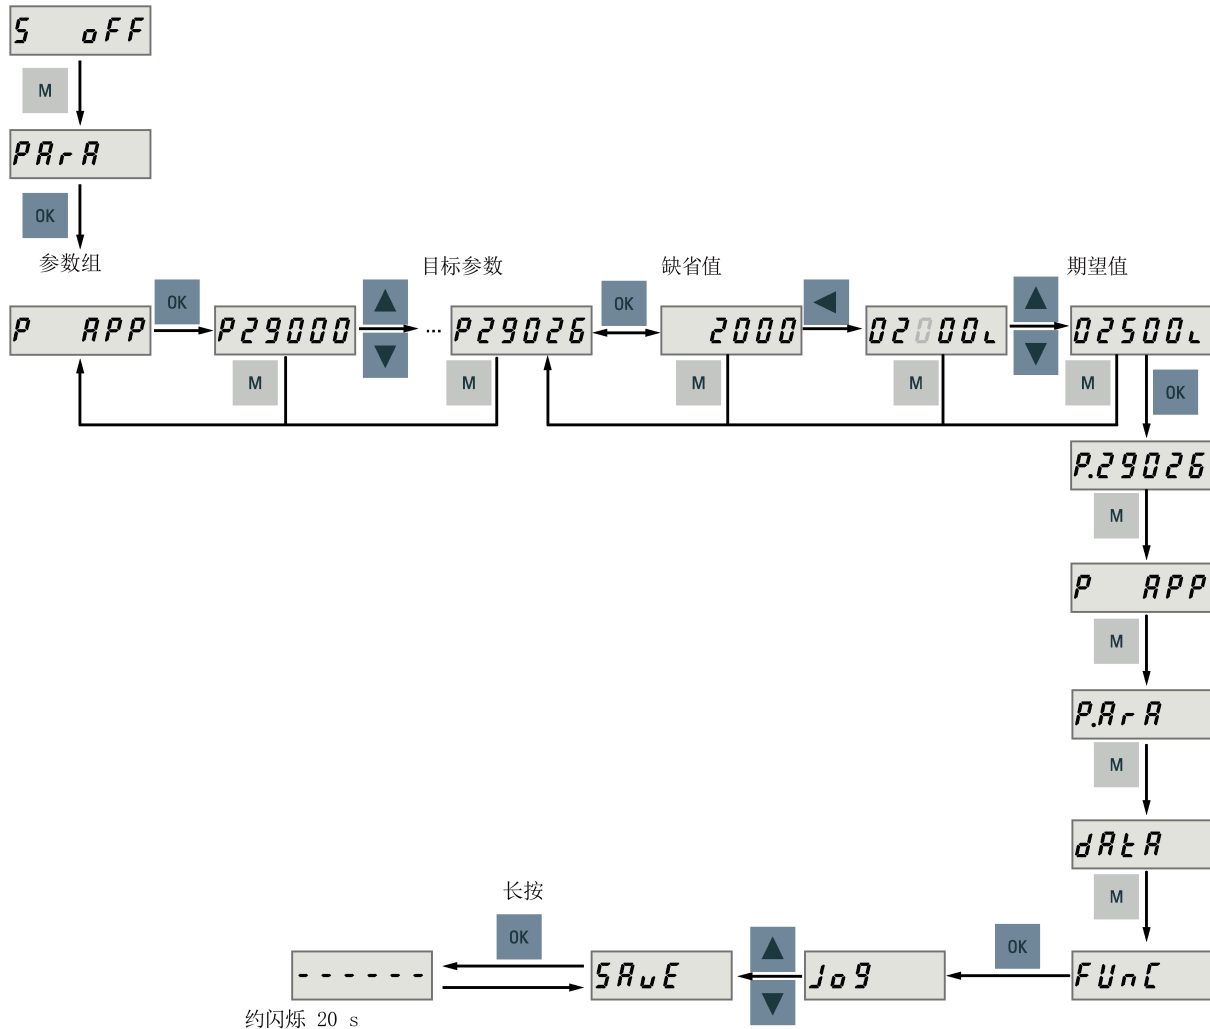 S oFF
M
PArA
OK
参数组
目标参数
缺省值
期望值
OK
OK
P APP
P29000
...
P29026
2000
02000L
02500L
M
M
M
M
M
OK
P.29026
M
P APP
M
P.ArA
M
dAtA
M
长按
OK
OK
------
SAvE
JoG
FUnC
约闪烁 20 s